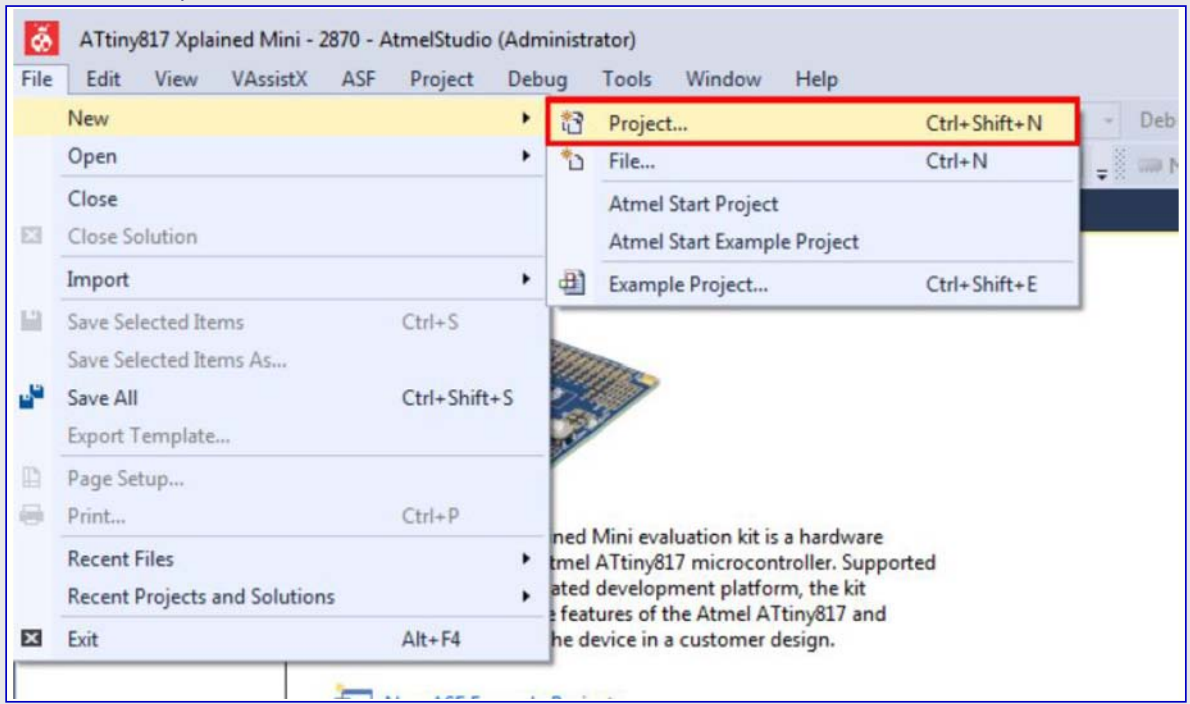 ATtiny817 Xplained Mini - 2870 - AtmelStudio (Administrator)
File Edit View VAssistX ASF Project Debug Tools Window Help
New
Project... Ctrl+Shift+N
Deb
Open
File... Ctrl+N
Close
Atmel Start Project
Close Solution
Atmel Start Example Project
Import
Example Project... Ctrl+Shift+E
Save Selected Items Ctrl+S
Save Selected Items As...
Save All Ctrl+Shift+S
Export Template...
Page Setup...
Print... Ctrl+P
ned Mini evaluation kit is a hardware
Recent Files
tmel ATtiny817 microcontroller. Supported
Recent Projects and Solutions
ated development platform, the kit
e features of the Atmel ATtiny817 and
Exit Alt+F4
he device in a customer design.